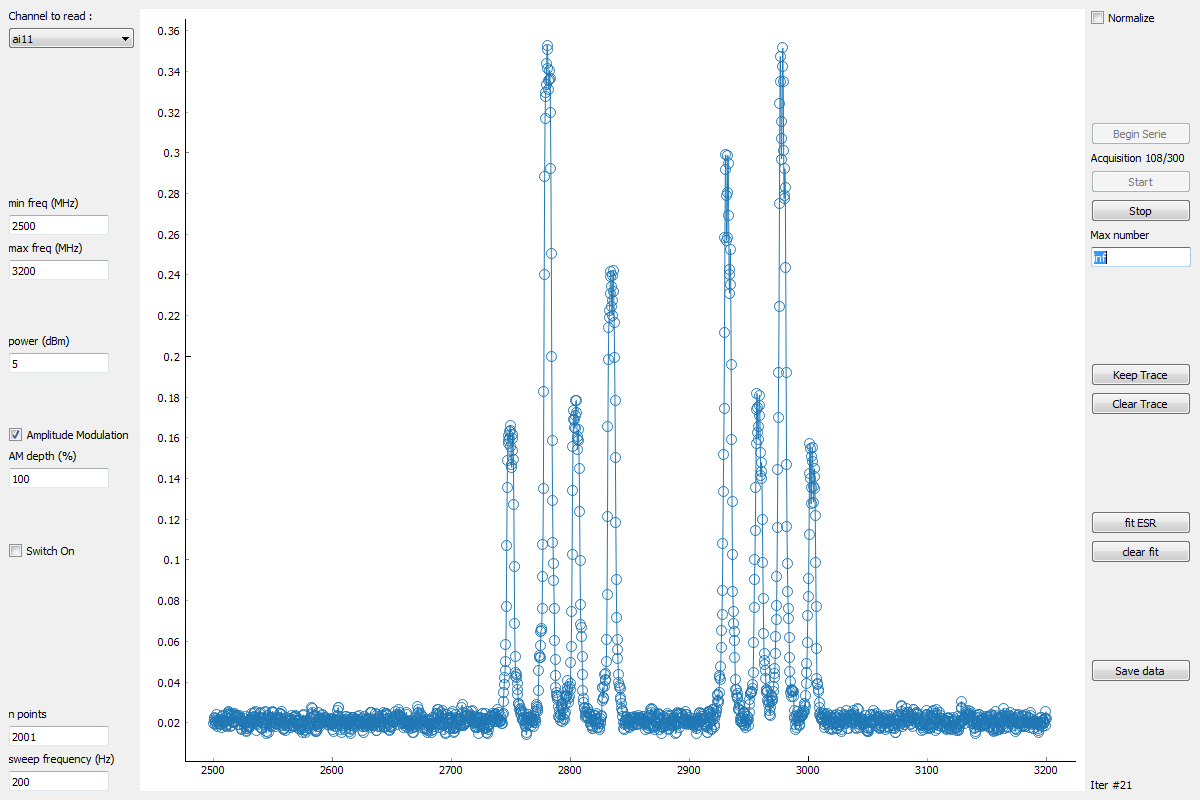 Channel to read :
ai11
min freq (MHz)
2500
max freq (MHz)
3200
power (dBm)
5
Amplitude Modulation
AM depth (%)
100
Switch On
n points
2001
sweep frequency (Hz)
200
0.36
0.34
0.32
0.3
0.28
0.26
0.24
0.22
0.2
0.18
0.16
0.14
0.12
0.1
0.08
0.06
0.04
0.02
2500 2600 2700 2800 2900 3000 3100 3200
Normalize
Begin Serie
Acquisition 108/300
Start
Stop
Max number
inf
Keep Trace
Clear Trace
fit ESR
clear fit
Save data
Iter #21